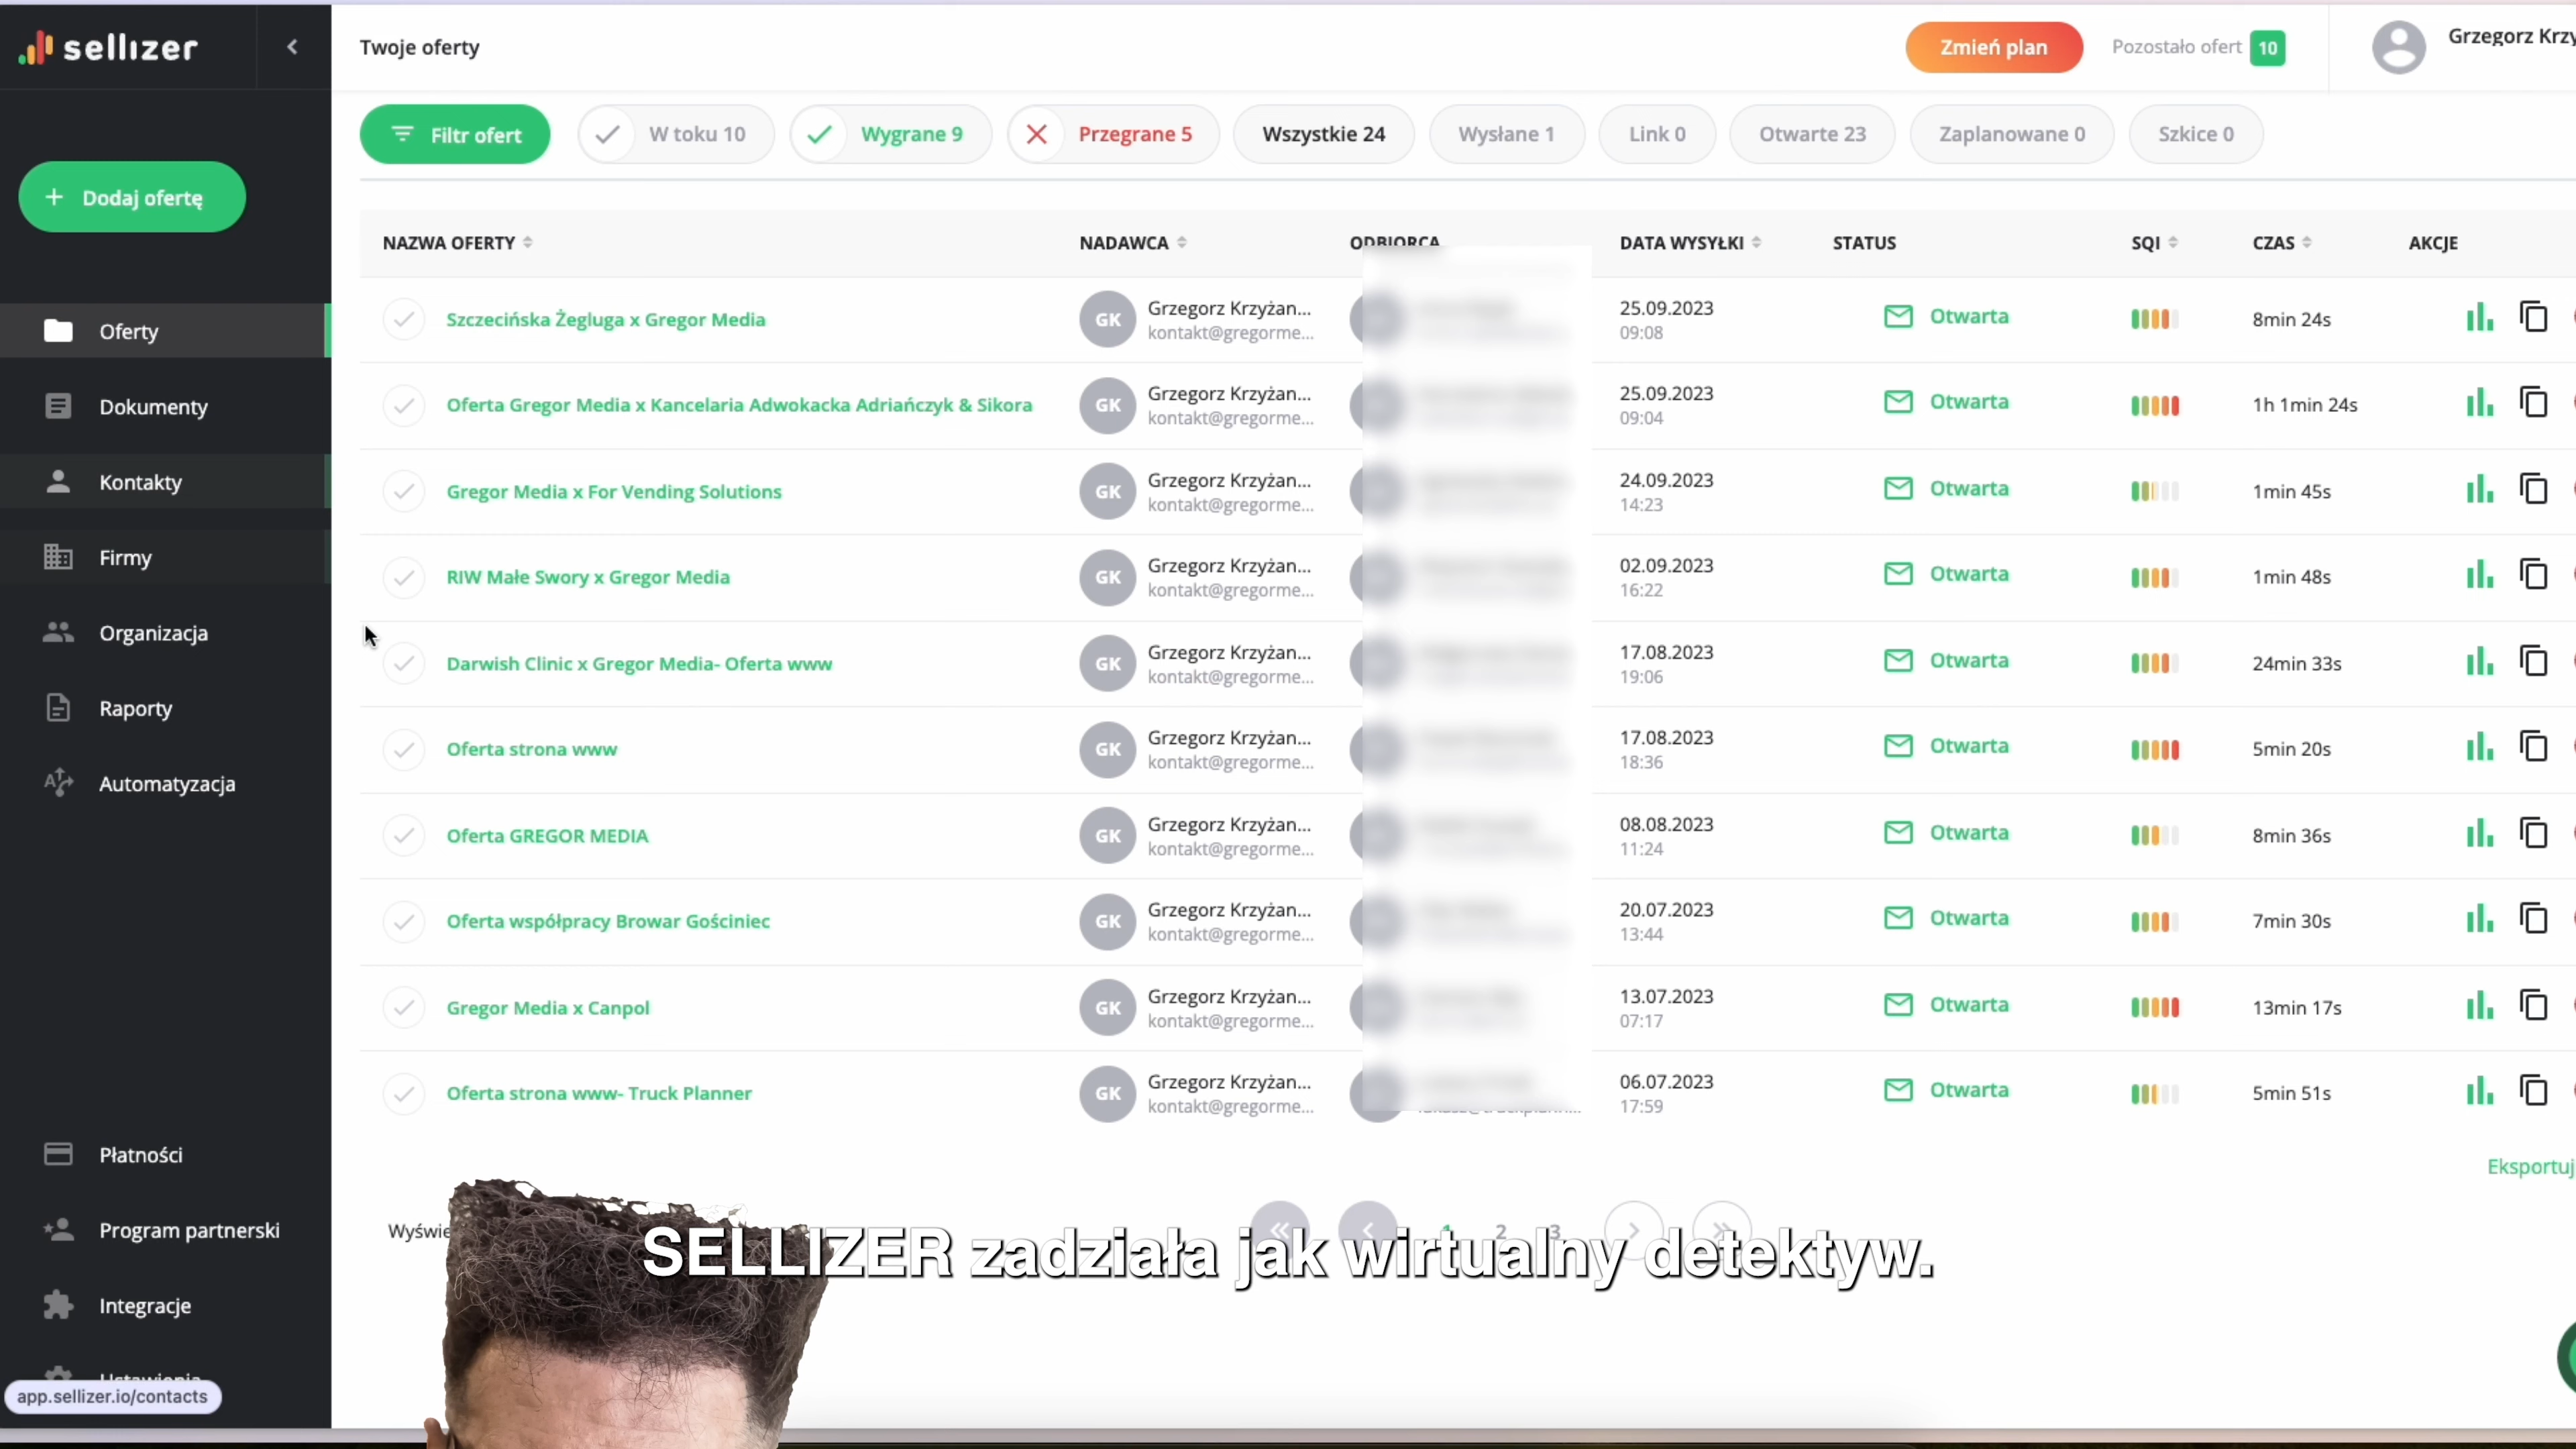 sellizer
Twoje oferty
Zmień plan
Pozostało ofert 10
Grzegorz
Filtr ofert
W toku 10
Wygrane 9
Przegrane 5
Wszystkie 24
Wysłane 1
Link 0
Otwarte 23
Zaplanowane 0
Szkice 0
+ Dodaj ofertę
Oferty
Dokumenty
Kontakty
Firmy
Organizacja
Raporty
Automatyzacja
Płatności
Program partnerski
Integracje
Ustawienia
app.sellizer.io/contacts
NAZWA OFERTY NADAWCA ODBIORCA DATA WYSYŁKI STATUS SQI CZAS AKCJE
Szczecińska Żegluga x Gregor Media GK Grzegorz Krzyżan... 25.09.2023 Otwarta 8min 24s
kontakt@gregorme... 09:08
Oferta Gregor Media x Kancelaria Adwokacka Adriańczyk & Sikora GK Grzegorz Krzyżan... 25.09.2023 Otwarta 1h 1min 24s
kontakt@gregorme... 09:04
Gregor Media x For Vending Solutions GK Grzegorz Krzyżan... 24.09.2023 Otwarta 1min 45s
kontakt@gregorme... 14:23
RIW Małe Swory x Gregor Media GK Grzegorz Krzyżan... 02.09.2023 Otwarta 1min 48s
kontakt@gregorme... 16:22
Darwish Clinic x Gregor Media- Oferta www GK Grzegorz Krzyżan... 17.08.2023 Otwarta 24min 33s
kontakt@gregorme... 19:06
Oferta strona www GK Grzegorz Krzyżan... 17.08.2023 Otwarta 5min 20s
kontakt@gregorme... 18:36
Oferta GREGOR MEDIA GK Grzegorz Krzyżan... 08.08.2023 Otwarta 8min 36s
kontakt@gregorme... 11:24
Oferta współpracy Browar Gościniec GK Grzegorz Krzyżan... 20.07.2023 Otwarta 7min 30s
kontakt@gregorme... 13:44
Gregor Media x Canpol GK Grzegorz Krzyżan... 13.07.2023 Otwarta 13min 17s
kontakt@gregorme... 07:17
Oferta strona www- Truck Planner GK Grzegorz Krzyżan... 06.07.2023 Otwarta 5min 51s
kontakt@gregorme... 17:59
Eksportuj
1 2 3
SELLIZER zadziała jak wirtualny detektyw.